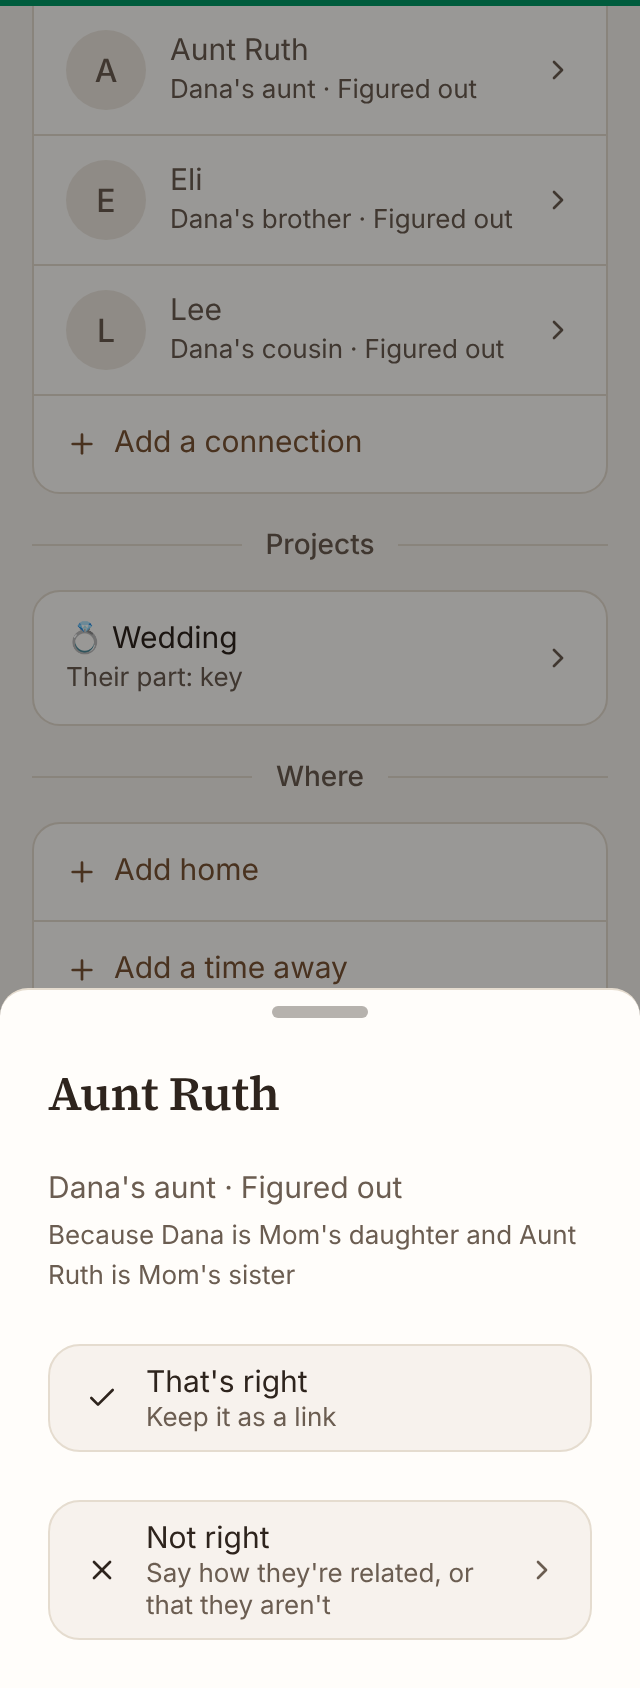 A
Aunt Ruth
Dana's aunt · Figured out
E
Eli
Dana's brother · Figured out
L
Lee
Dana's cousin · Figured out
+ Add a connection
Projects
💍 Wedding
Their part: key
Where
+ Add home
+ Add a time away
Aunt Ruth
Dana's aunt · Figured out
Because Dana is Mom's daughter and Aunt
Ruth is Mom's sister
That's right
Keep it as a link
Not right
Say how they're related, or
that they aren't